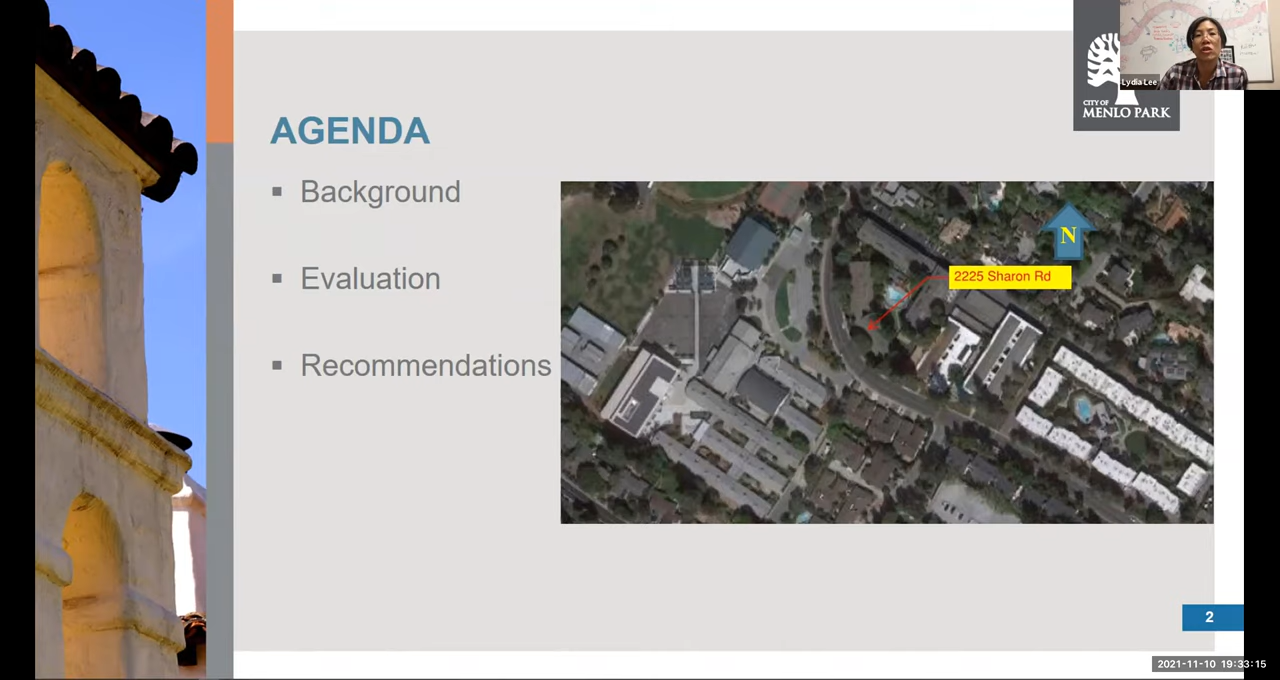 AGENDA
Background
Evaluation
Recommendations
N
2225 Sharon Rd
CITY OF
MENLO PARK
Lydia Lee
2
2021-11-10 19:33:15